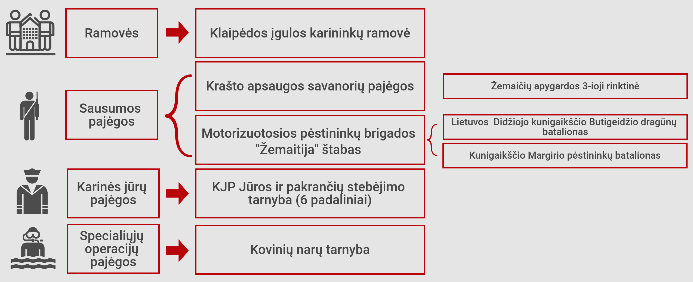 Ramovės
Klaipėdos įgulos karininkų ramovė
Sausumos
pajėgos
Krašto apsaugos savanorių pajėgos
Žemaičių apygardos 3-ioji rinktinė
Motorizuotosios pėstininkų brigados
"Žemaitija" štabas
Lietuvos Didžiojo kunigaikščio Butigeidžio dragūnų
batalionas
Kunigaikščio Margirio pėstininkų batalionas
Karinės jūrų
pajėgos
KJP Jūros ir pakrančių stebėjimo
tarnyba (6 padaliniai)
Specialiųjų
operacijų
pajėgos
Kovinių narų tarnyba